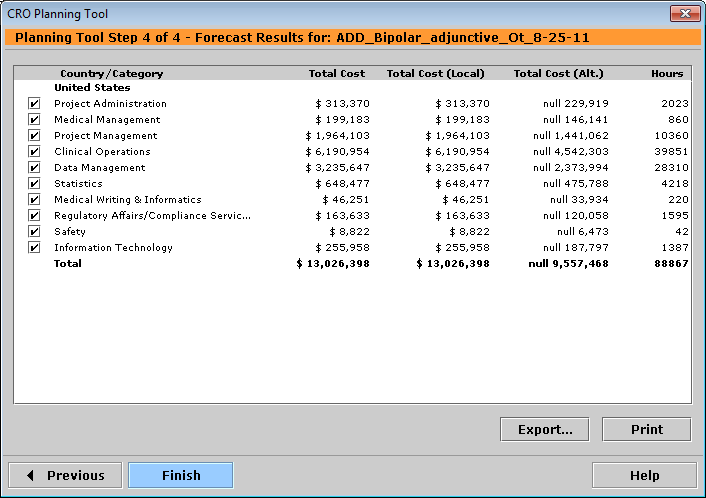 CRO Planning Tool
Planning Tool Step 4 of 4 - Forecast Results for: ADD_Bipolar_adjunctive_Ot_8-25-11
Country/Category Total Cost Total Cost (Local) Total Cost (Alt.) Hours
United States
Project Administration $ 313,370 $ 313,370 null 229,919 2023
Medical Management $ 199,183 $ 199,183 null 146,141 860
Project Management $ 1,964,103 $ 1,964,103 null 1,441,062 10360
Clinical Operations $ 6,190,954 $ 6,190,954 null 4,542,303 39851
Data Management $ 3,235,647 $ 3,235,647 null 2,373,994 28310
Statistics $ 648,477 $ 648,477 null 475,788 4218
Medical Writing & Informatics $ 46,251 $ 46,251 null 33,934 220
Regulatory Affairs/Compliance Servic... $ 163,633 $ 163,633 null 120,058 1595
Safety $ 8,822 $ 8,822 null 6,473 42
Information Technology $ 255,958 $ 255,958 null 187,797 1387
Total $ 13,026,398 $ 13,026,398 null 9,557,468 88867
Export... Print
Previous Finish Help